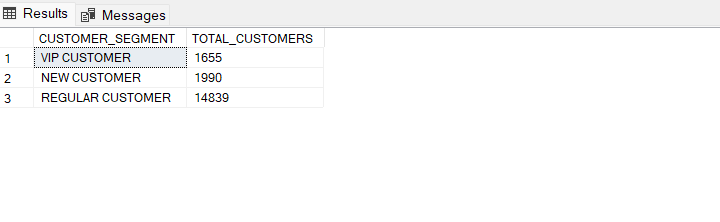 Results Messages
CUSTOMER_SEGMENT TOTAL_CUSTOMERS
1 VIP CUSTOMER 1655
2 NEW CUSTOMER 1990
3 REGULAR CUSTOMER 14839